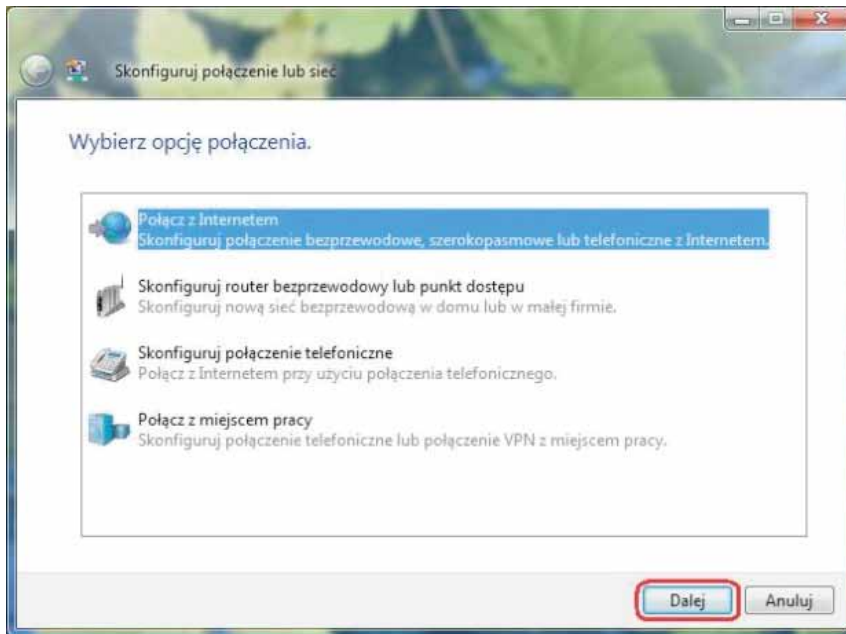 Skonfiguruj połączenie lub sieć
Wybierz opcję połączenia.
Połącz z Internetem
Skonfiguruj połączenie bezprzewodowe, szerokopasmowe lub telefoniczne z Internetem.
Skonfiguruj router bezprzewodowy lub punkt dostępu
Skonfiguruj nową sieć bezprzewodową w domu lub w małej firmie.
Skonfiguruj połączenie telefoniczne
Połącz z Internetem przy użyciu połączenia telefonicznego.
Połącz z miejscem pracy
Skonfiguruj połączenie telefoniczne lub połączenie VPN z miejscem pracy.
Dalej
Anuluj